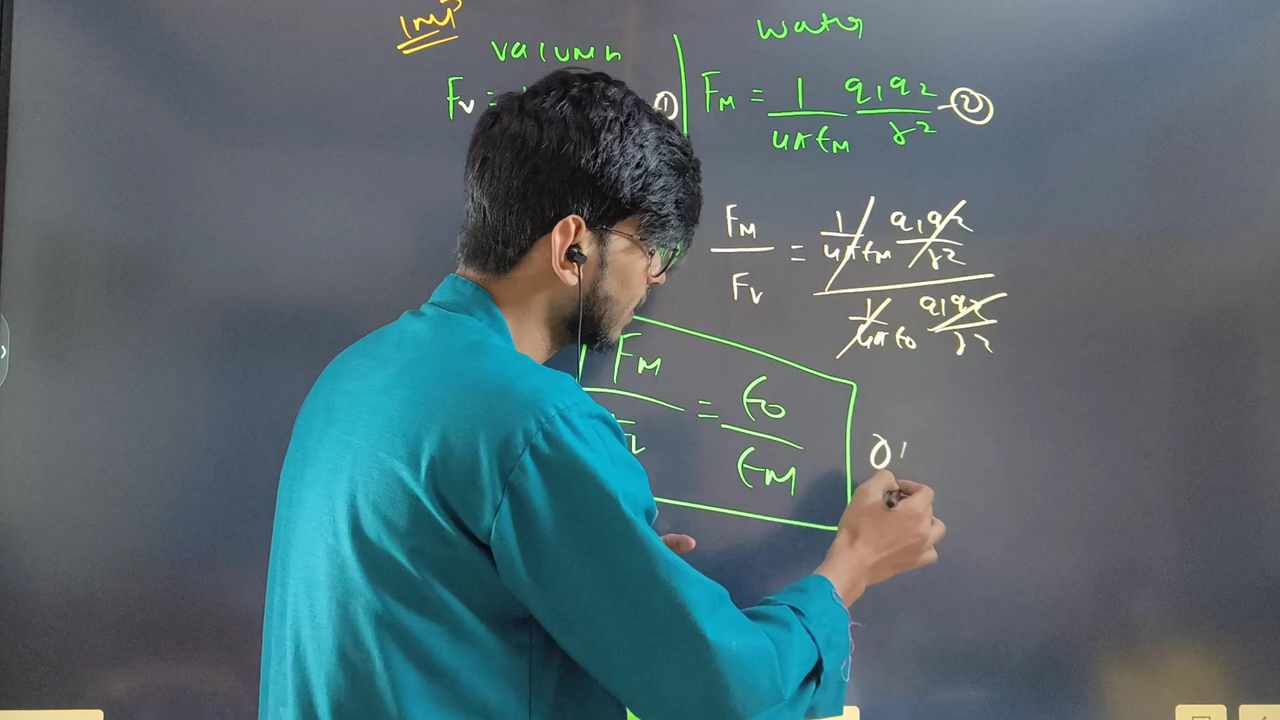 Imp
vacuum | water
Fv = ① | FM = 1/4πεM q1q2/r² — ②
FM/Fv = (1/4πεM q1q2/r²) / (1/4πε0 q1q2/r²)
FM = ε0/εM
or